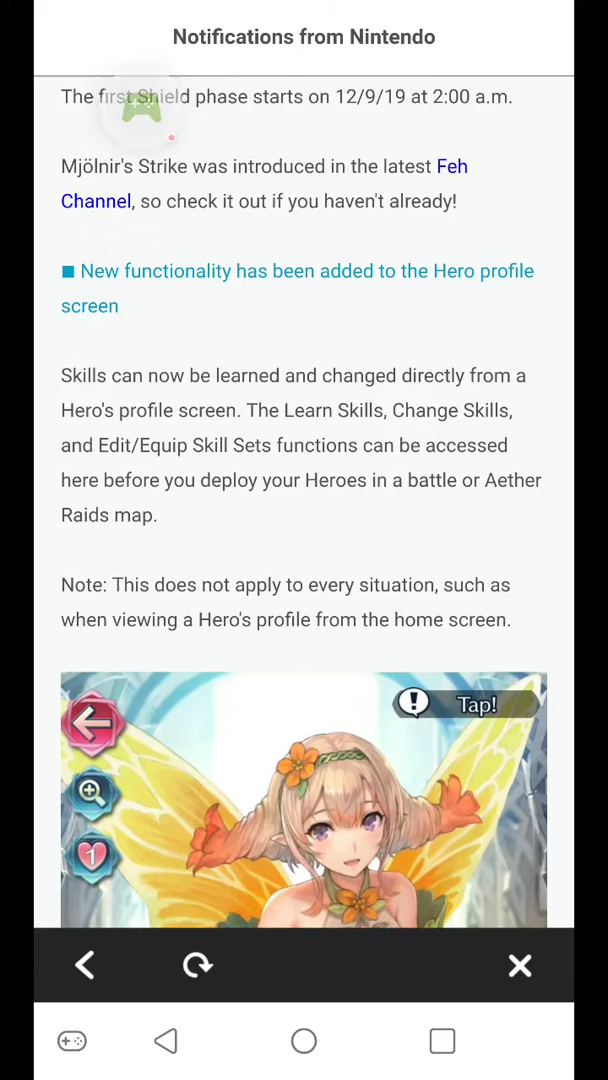 Notifications from Nintendo
The first Shield phase starts on 12/9/19 at 2:00 a.m.
Mjölnir's Strike was introduced in the latest Feh
Channel, so check it out if you haven't already!
■ New functionality has been added to the Hero profile
screen
Skills can now be learned and changed directly from a
Hero's profile screen. The Learn Skills, Change Skills,
and Edit/Equip Skill Sets functions can be accessed
here before you deploy your Heroes in a battle or Aether
Raids map.
Note: This does not apply to every situation, such as
when viewing a Hero's profile from the home screen.
! Tap!
1